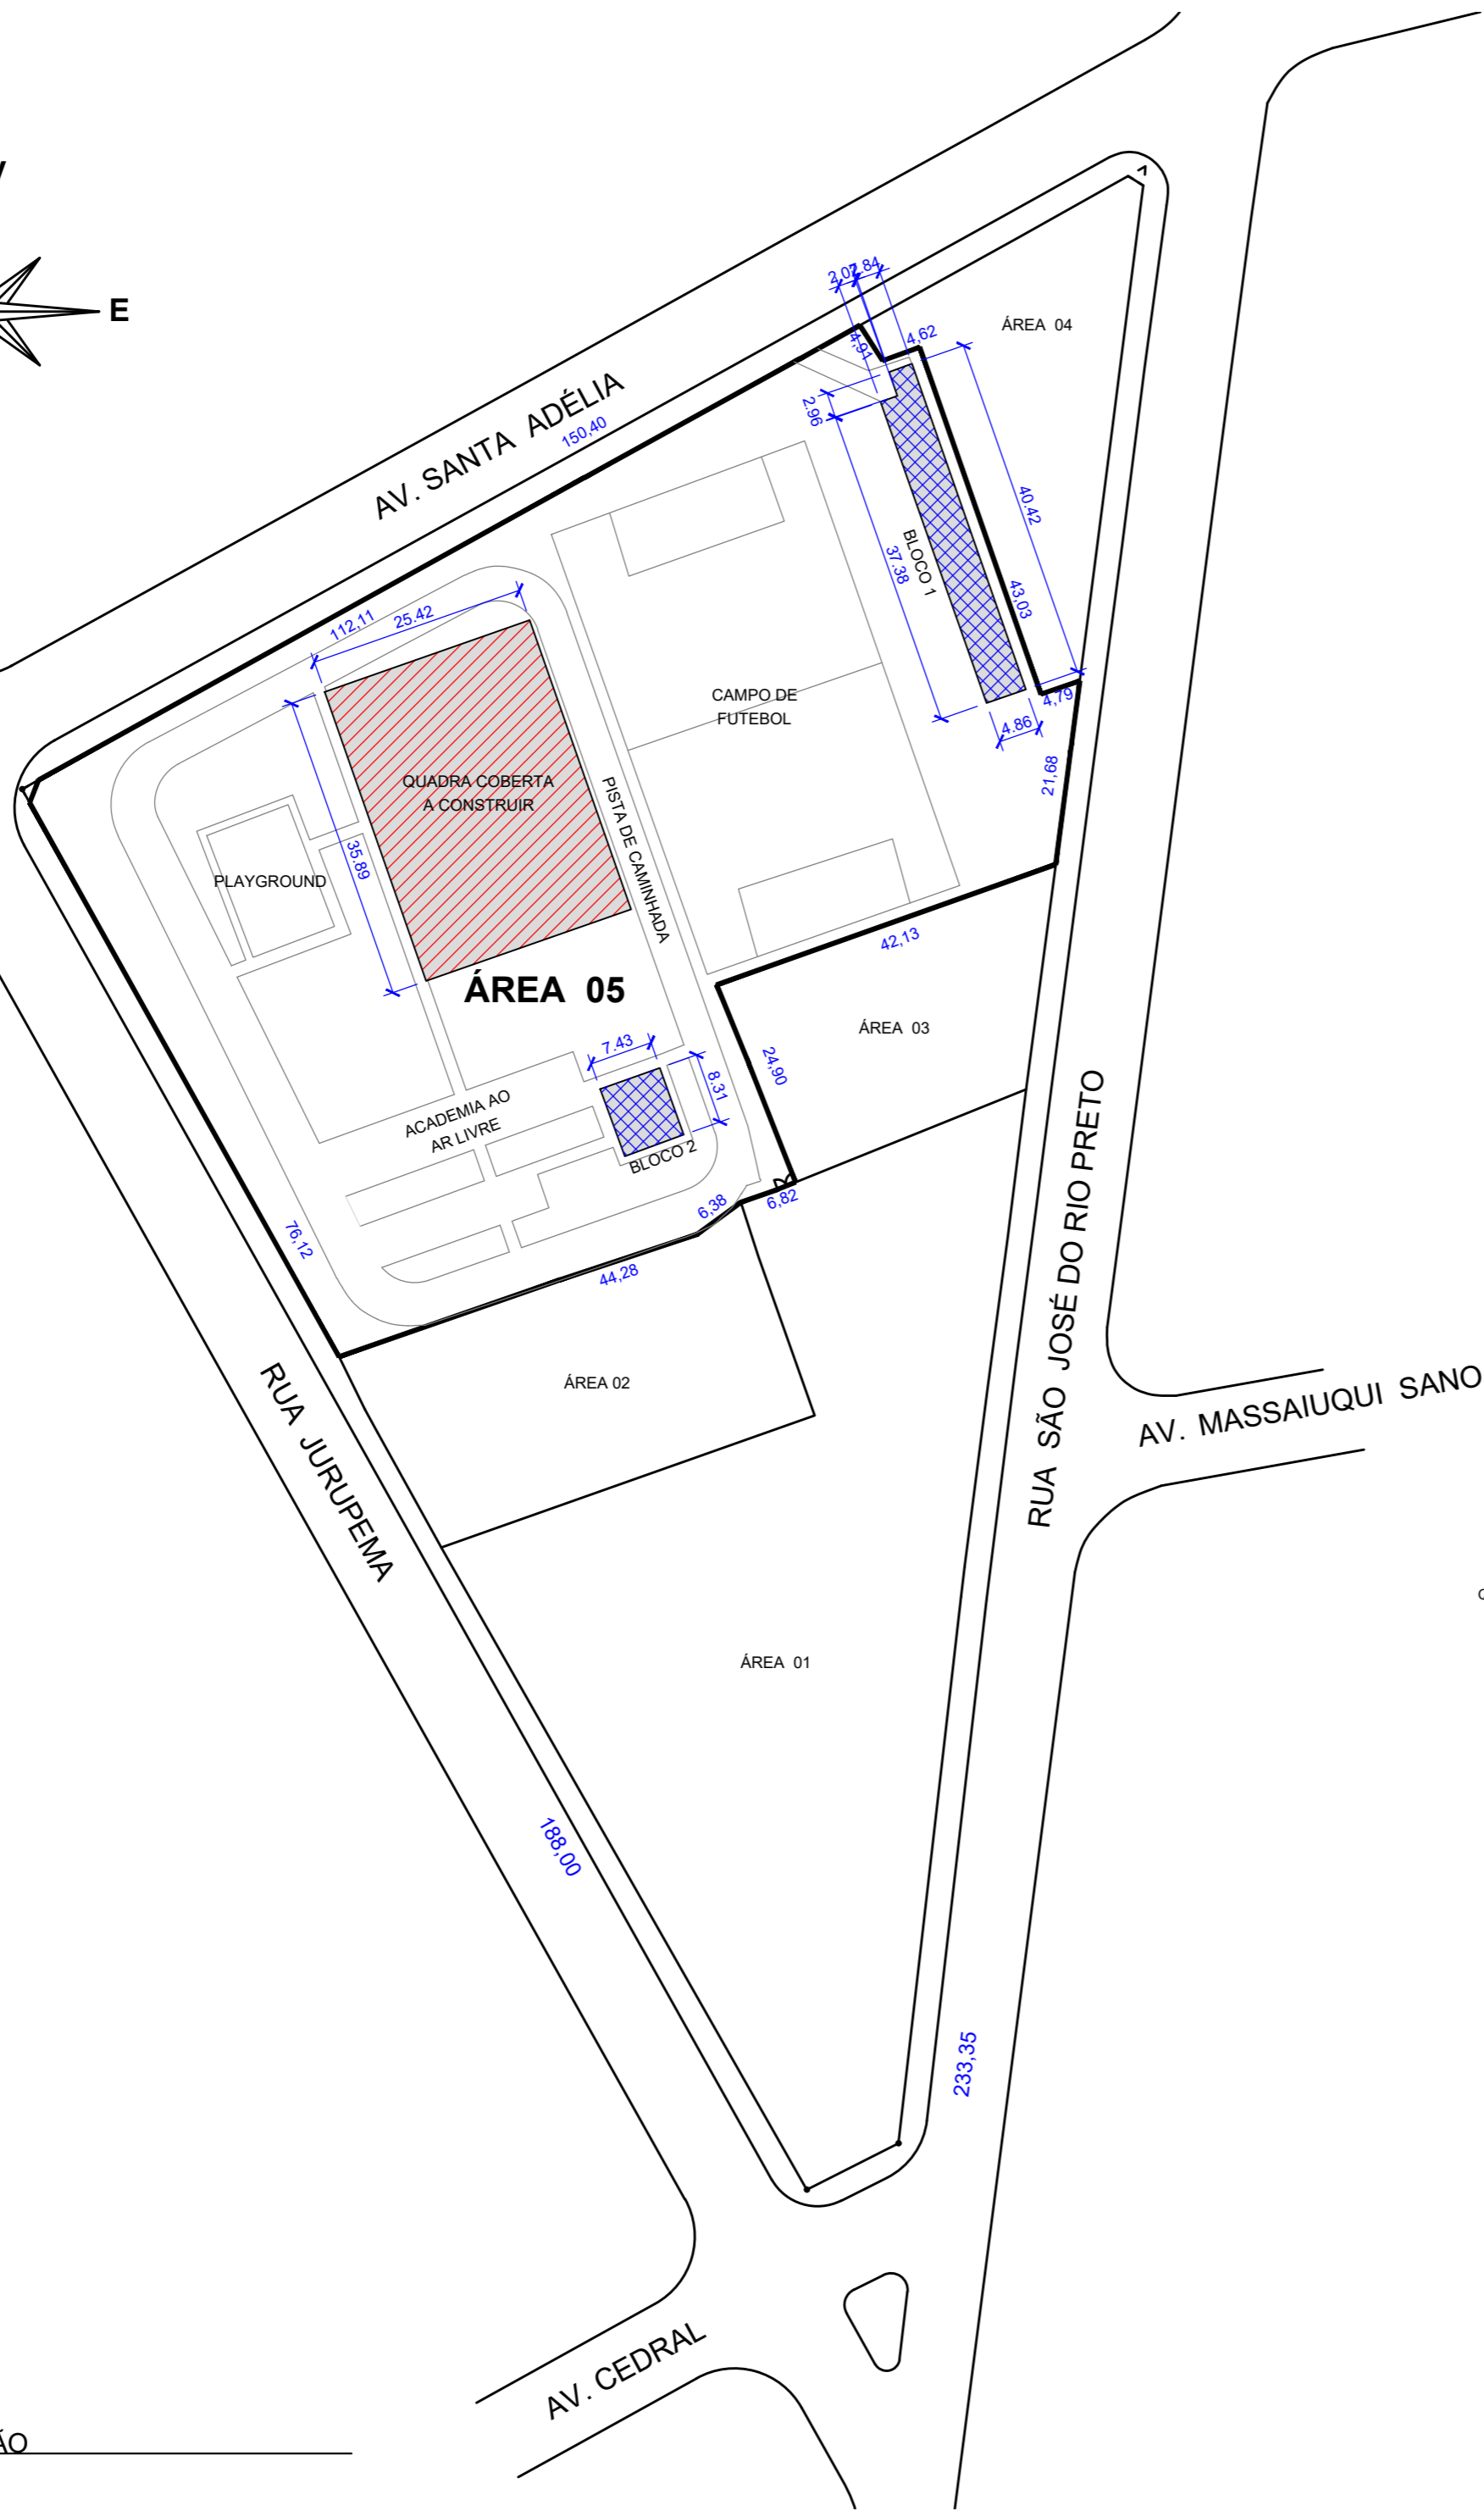 E
AV. SANTA ADÉLIA
150,40
2.07
2.84
4,91
4,62
ÁREA 04
2.96
40.42
37.38
BLOCO 1
43,03
112,11
25.42
CAMPO DE
FUTEBOL
4,79
4.86
21,68
QUADRA COBERTA
A CONSTRUIR
PISTA DE CAMINHADA
35.89
PLAYGROUND
42,13
ÁREA 05
ÁREA 03
7.43
8.31
24,90
ACADEMIA AO
AR LIVRE
BLOCO 2
6,38
6,82
76,12
44,28
ÁREA 02
RUA JURUPEMA
RUA SÃO JOSÉ DO RIO PRETO
AV. MASSAIUQUI SANO
ÁREA 01
188,00
233,35
AV. CEDRAL
ÃO